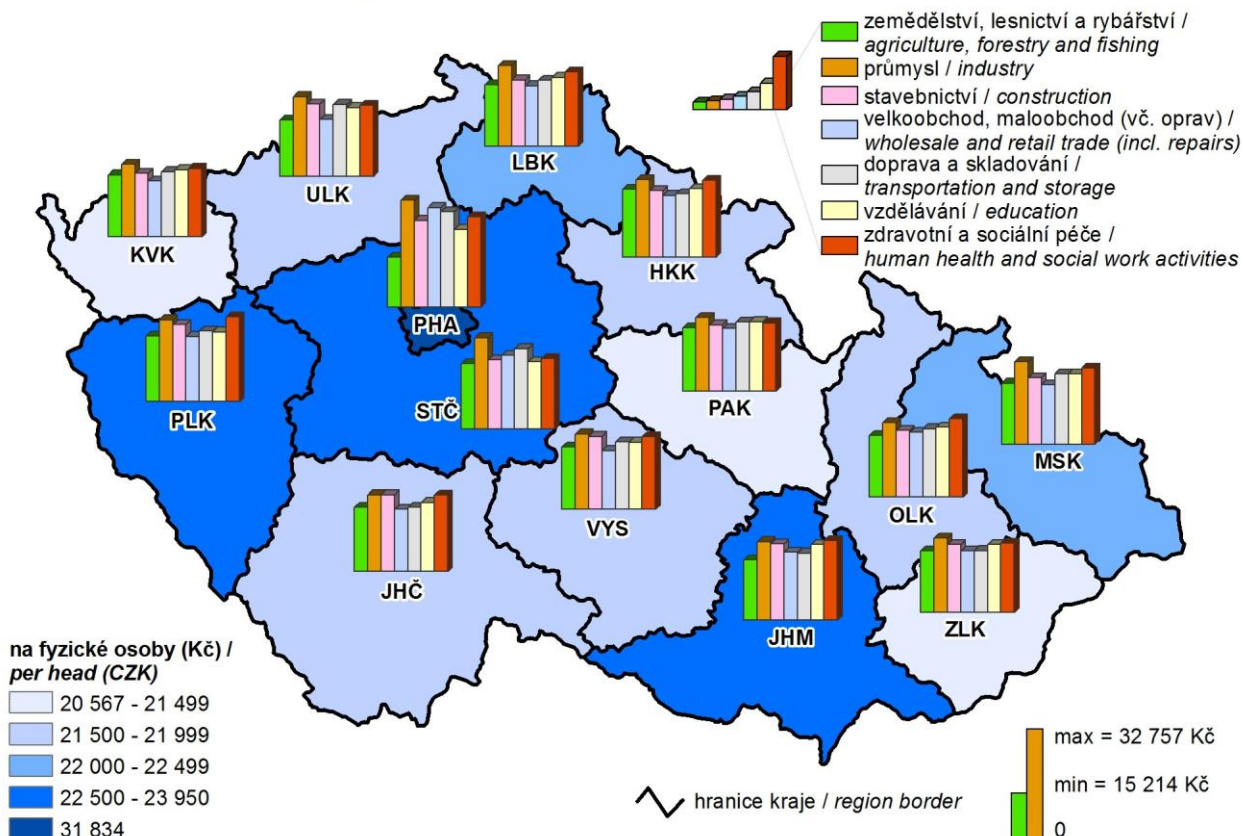 zemědělství, lesnictví a rybářství /
agriculture, forestry and fishing
průmysl / industry
stavebnictví / construction
velkoobchod, maloobchod (vč. oprav) /
wholesale and retail trade (incl. repairs)
doprava a skladování /
transportation and storage
vzdělávání / education
zdravotní a sociální péče /
human health and social work activities
LBK
ULK
KVK
HKK
PHA
PAK
STČ
PLK
MSK
OLK
VYS
JHČ
JHM
ZLK
na fyzické osoby (Kč) /
per head (CZK)
20 567 - 21 499
21 500 - 21 999
22 000 - 22 499
22 500 - 23 950
31 834
hranice kraje / region border
max = 32 757 Kč
min = 15 214 Kč
0